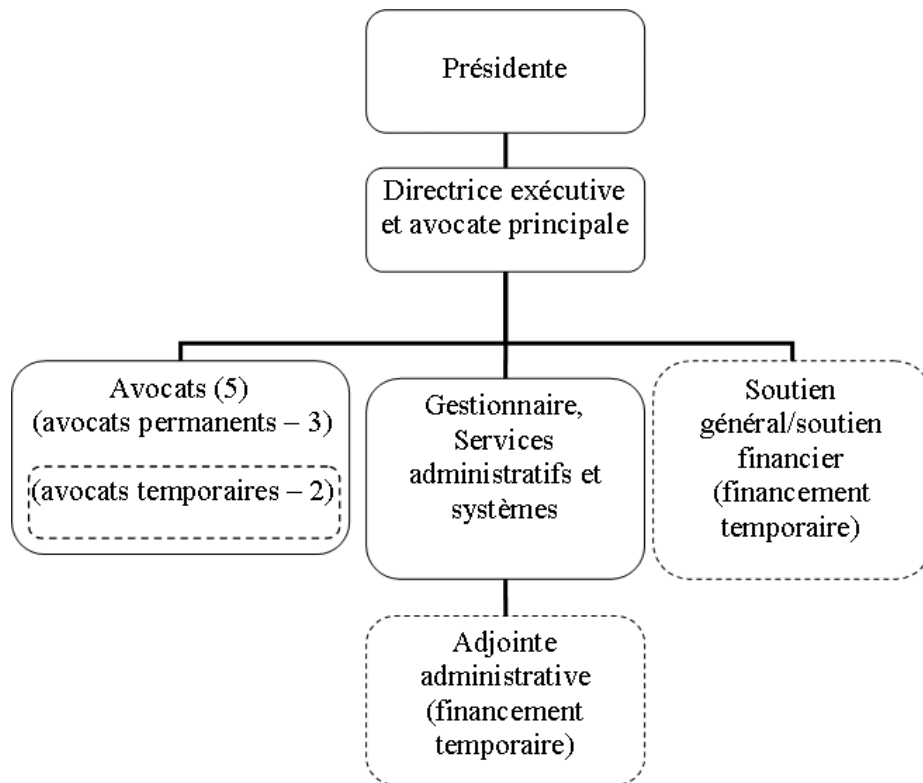 Présidente
Directrice exécutive
et avocate principale
Avocats (5)
(avocats permanents – 3)
(avocats temporaires – 2)
Gestionnaire,
Services
administratifs et
systèmes
Soutien
général/soutien
financier
(financement
temporaire)
Adjointe
administrative
(financement
temporaire)